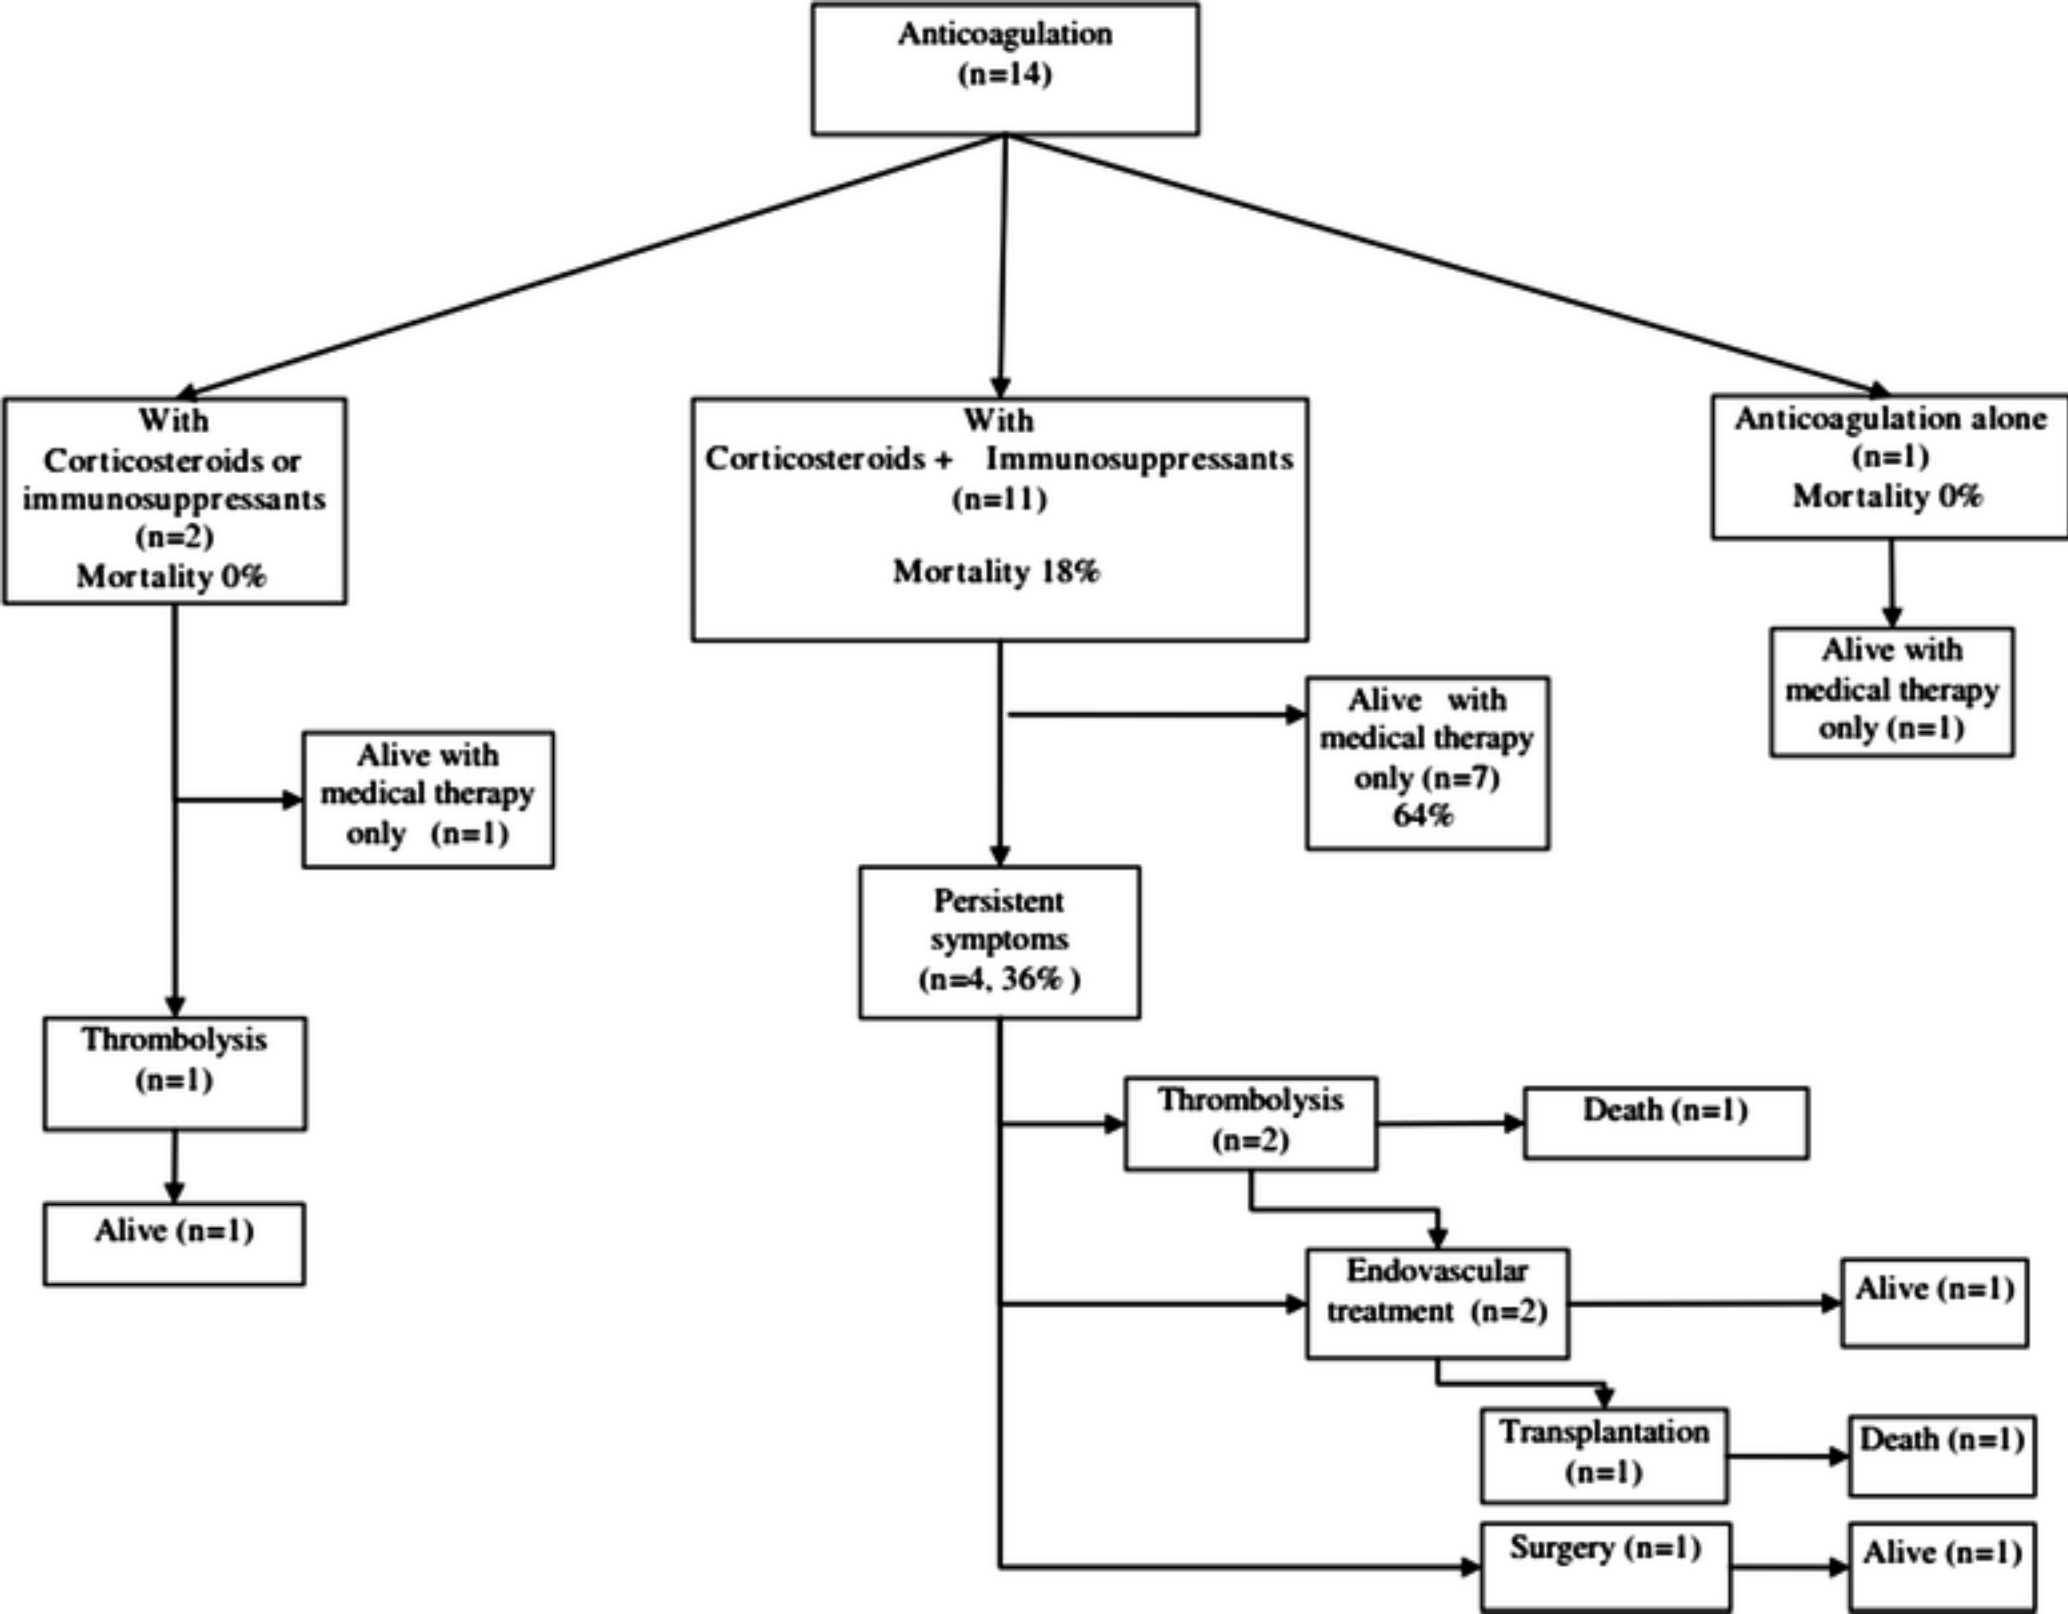 Anticoagulation
(n=14)
With
Corticosteroids or
immunosuppressants
(n=2)
Mortality 0%
With
Corticosteroids + Immunosuppressants
(n=11)
Mortality 18%
Anticoagulation alone
(n=1)
Mortality 0%
Alive with
medical therapy
only (n=1)
Alive with
medical therapy
only (n=7)
64%
Alive with
medical therapy
only (n=1)
Persistent
symptoms
(n=4, 36% )
Thrombolysis
(n=1)
Alive (n=1)
Thrombolysis
(n=2)
Death (n=1)
Endovascular
treatment (n=2)
Alive (n=1)
Transplantation
(n=1)
Death (n=1)
Surgery (n=1)
Alive (n=1)